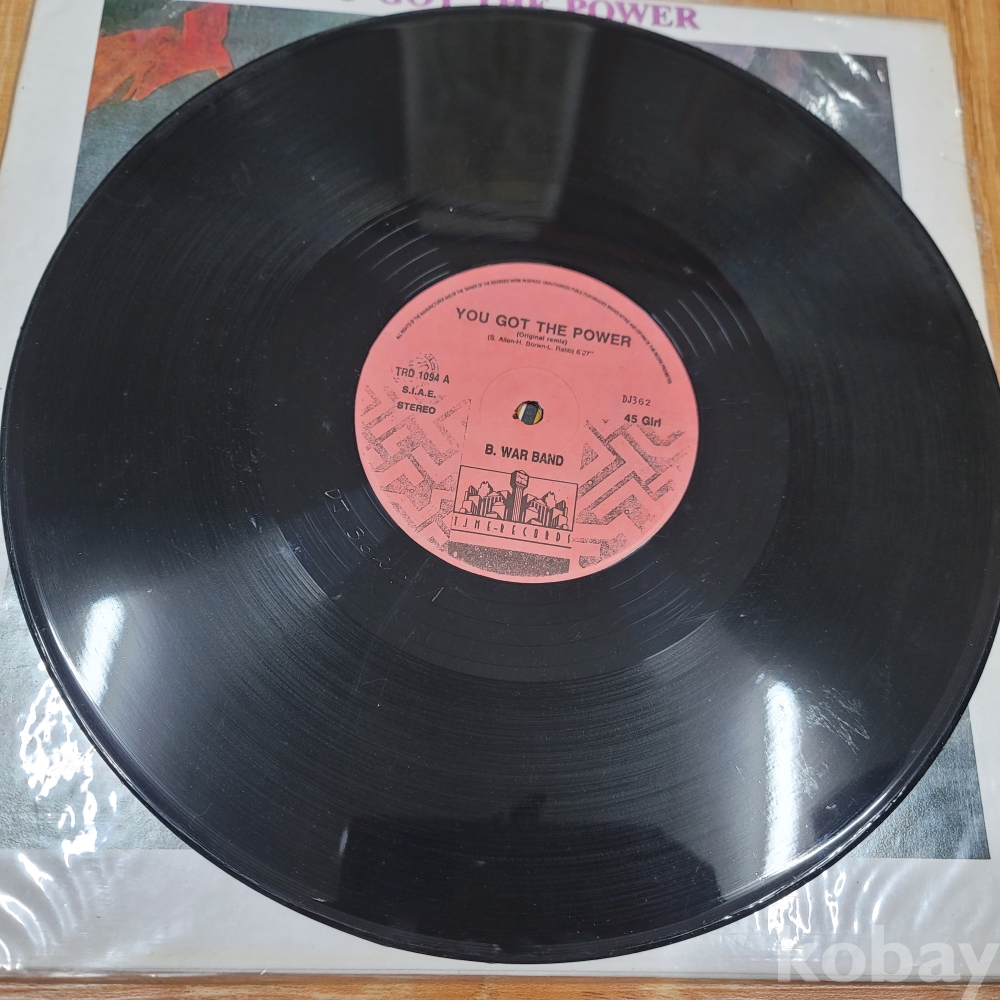 GOT THE POWER
YOU GOT THE POWER
(Original remix)
TRD 1094 A
S.I.A.E.
STEREO
DJ362
45 Giri
B. WAR BAND
TIME-RECORDS
kobay